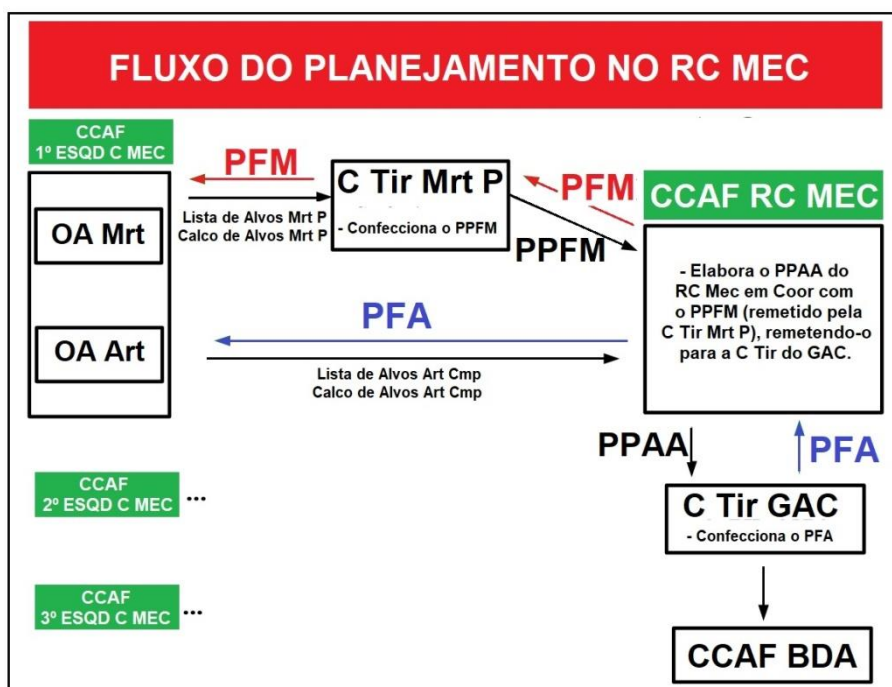 FLUXO DO PLANEJAMENTO NO RC MEC
CCAF
1º ESQD C MEC
OA Mrt
OA Art
PFM
Lista de Alvos Mrt P
Calco de Alvos Mrt P
C Tir Mrt P
- Confecciona o PPFM
PFM
PPFM
CCAF RC MEC
- Elabora o PPAA do
RC Mec em Coor com
o PPFM (remetido pela
C Tir Mrt P), remetendo-o
para a C Tir do GAC.
PFA
Lista de Alvos Art Cmp
Calco de Alvos Art Cmp
PPAA
PFA
CCAF
2º ESQD C MEC ...
C Tir GAC
- Confecciona o PFA
CCAF
3º ESQD C MEC ...
CCAF BDA